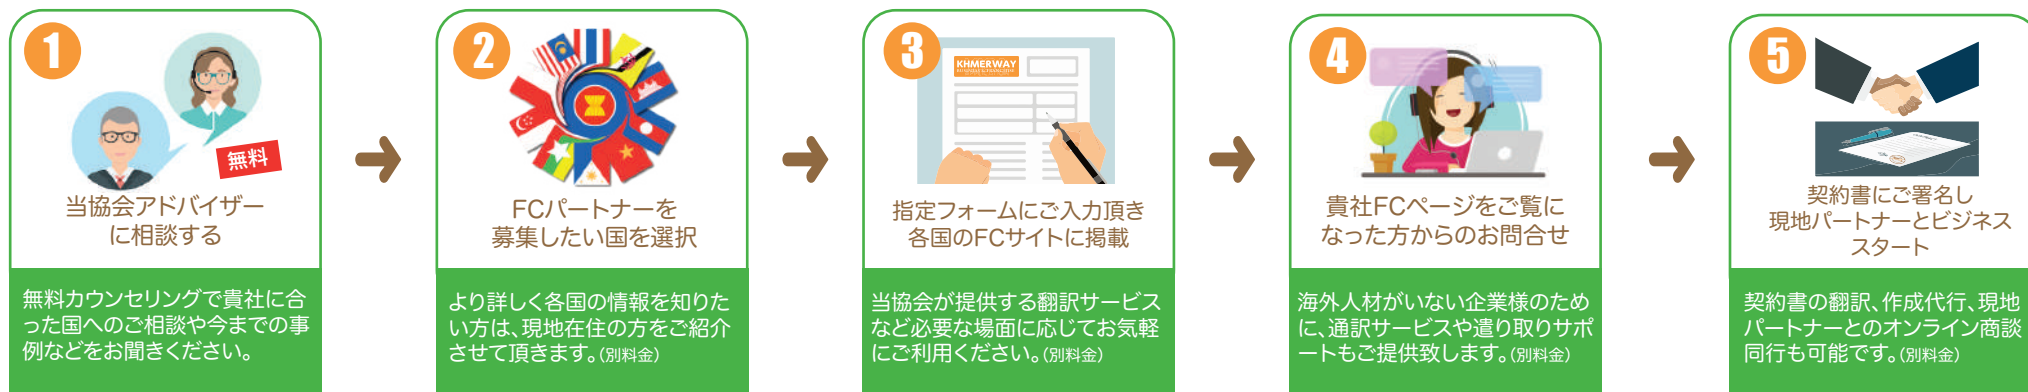 1
無料
当協会アドバイザー
に相談する
無料カウンセリングで貴社に合
った国へのご相談や今までの事
例などをお聞きください。
2
FCパートナーを
募集したい国を選択
より詳しく各国の情報を知りた
い方は、現地在住の方をご紹介
させて頂きます。(別料金)
3
KHMERWAY
指定フォームにご入力頂き
各国のFCサイトに掲載
当協会が提供する翻訳サービス
など必要な場面に応じてお気軽
にご利用ください。(別料金)
4
貴社FCページをご覧に
なった方からのお問合せ
海外人材がいない企業様のため
に、通訳サービスや遣り取りサポ
ートもご提供致します。(別料金)
5
契約書にご署名し
現地パートナーとビジネス
スタート
契約書の翻訳、作成代行、現地
パートナーとのオンライン商談
同行も可能です。(別料金)